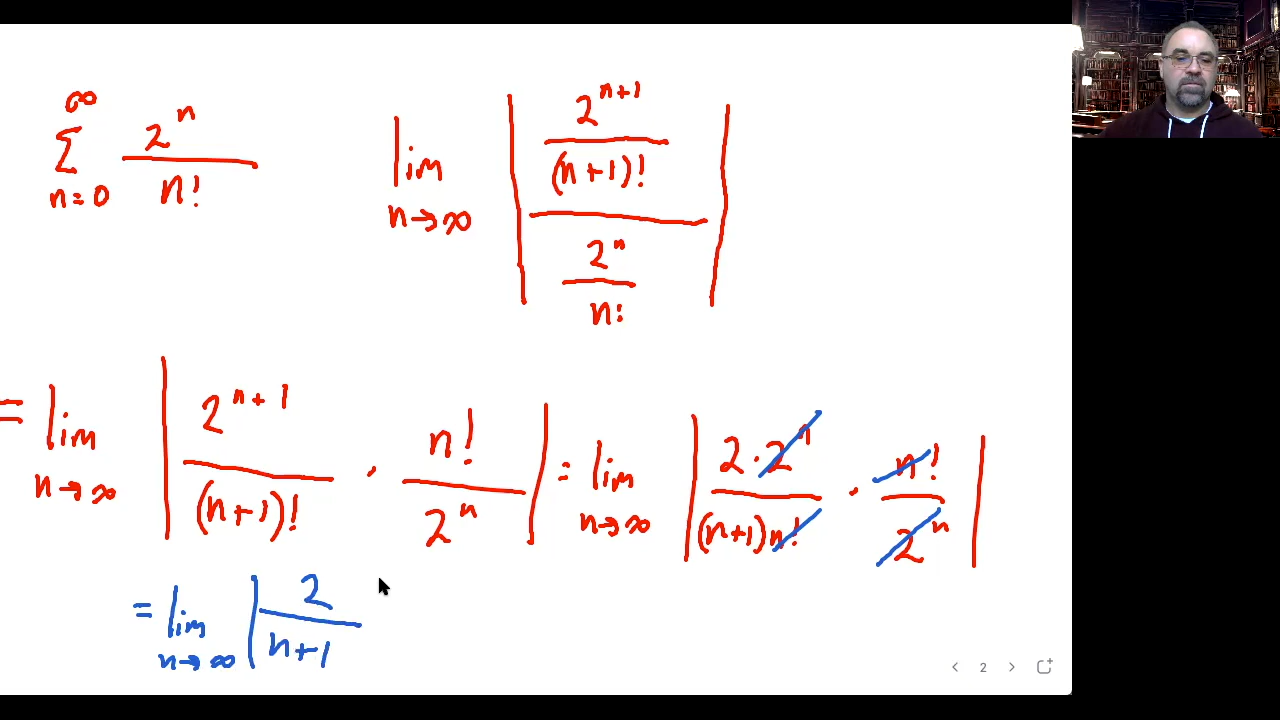 ∞
∑ 2^n / n!
n=0
lim n→∞ | (2^(n+1) / (n+1)!) / (2^n / n!) |
= lim n→∞ | 2^(n+1) / (n+1)! · n! / 2^n | = lim n→∞ | 2·2^n / (n+1)n! · n! / 2^n |
= lim n→∞ | 2 / n+1
2